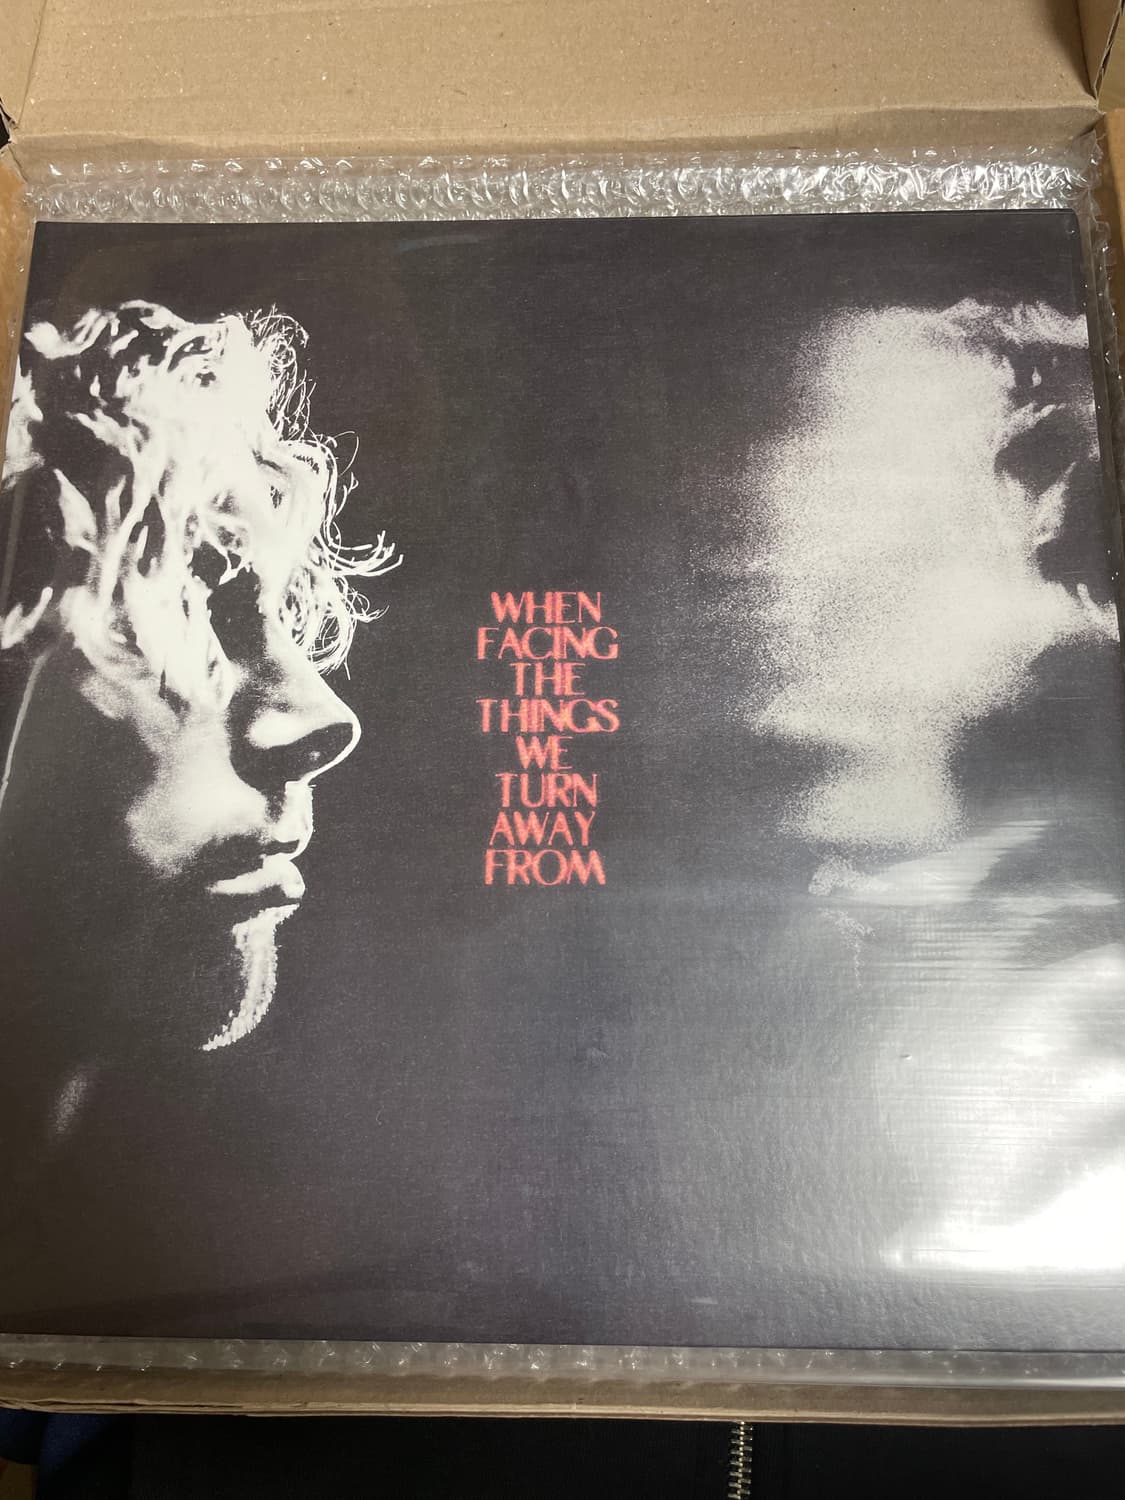 WHEN
FACING
THE
THINGS
WE
TURN
AWAY
FROM